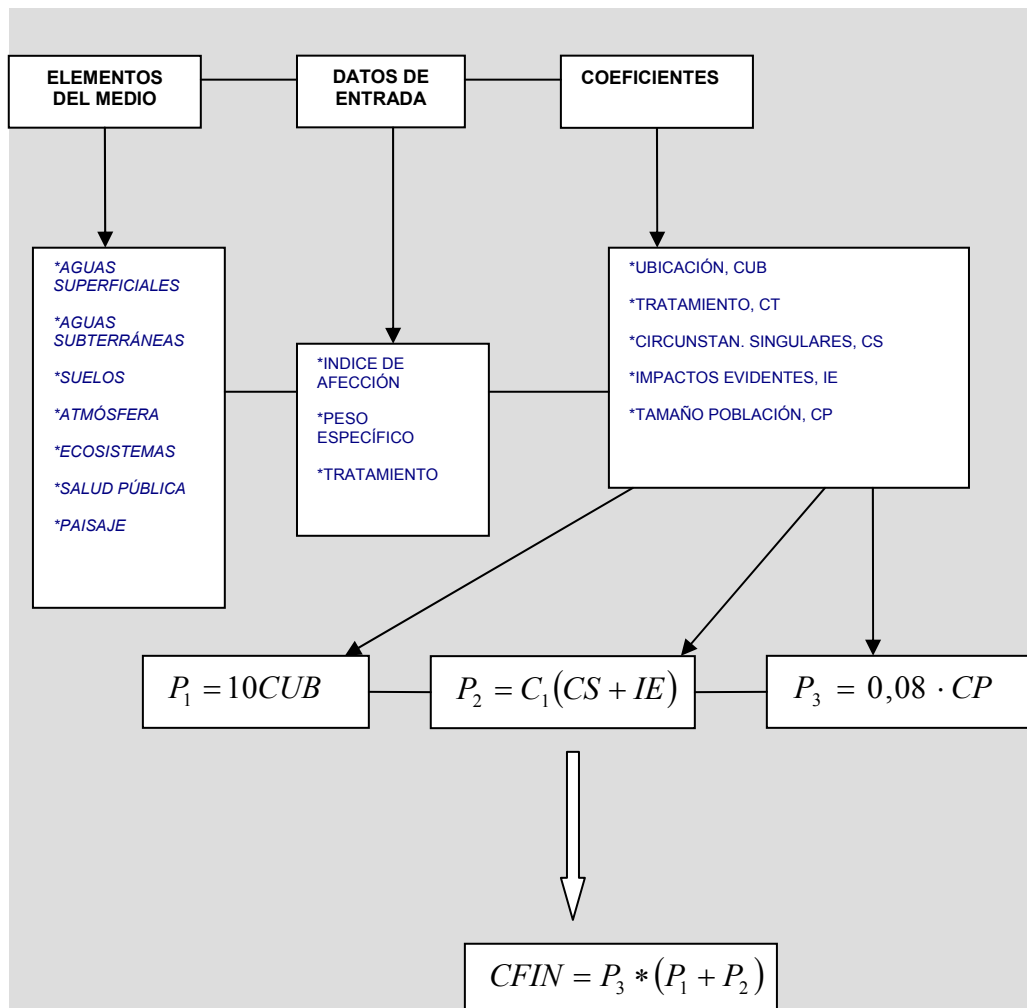 ELEMENTOS
DEL MEDIO
DATOS DE
ENTRADA
COEFICIENTES
*AGUAS
SUPERFICIALES
*AGUAS
SUBTERRÁNEAS
*SUELOS
*ATMÓSFERA
*ECOSISTEMAS
*SALUD PÚBLICA
*PAISAJE
*INDICE DE
AFECCIÓN
*PESO
ESPECÍFICO
*TRATAMIENTO
*UBICACIÓN, CUB
*TRATAMIENTO, CT
*CIRCUNSTAN. SINGULARES, CS
*IMPACTOS EVIDENTES, IE
*TAMAÑO POBLACIÓN, CP
P₁ = 10CUB
P₂ = C₁(CS + IE)
P₃ = 0,08 · CP
CFIN = P₃ * (P₁ + P₂)